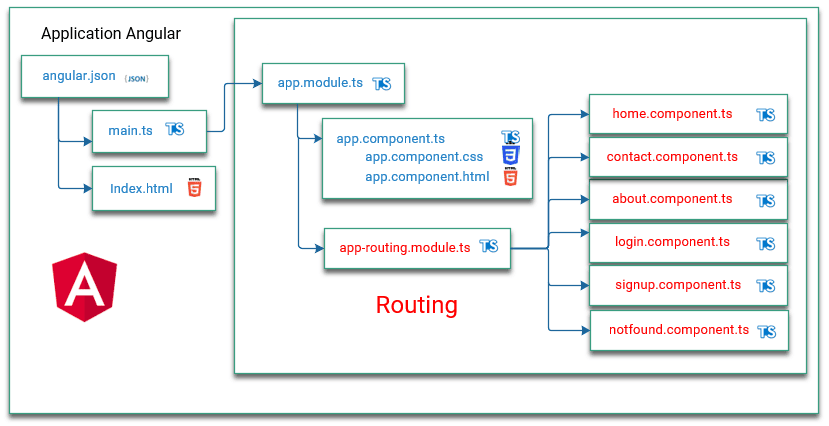 Application Angular
angular.json {JSON}
main.ts TS
Index.html HTML 5
A
app.module.ts TS
app.component.ts TS
app.component.css 3
app.component.html HTML 5
app-routing.module.ts TS
Routing
home.component.ts TS
contact.component.ts TS
about.component.ts TS
login.component.ts TS
signup.component.ts TS
notfound.component.ts TS